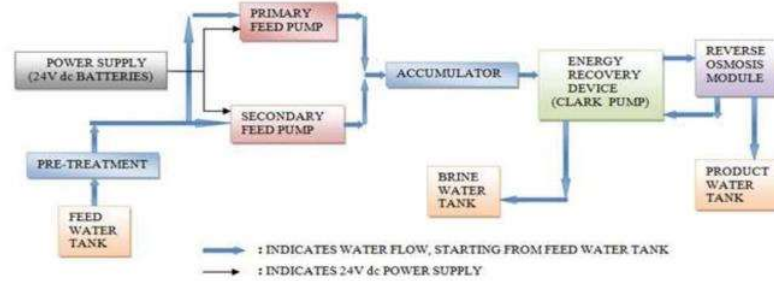 PRIMARY
FEED PUMP
POWER SUPPLY
(24V dc BATTERIES)
ACCUMULATOR
ENERGY
RECOVERY
DEVICE
(CLARK PUMP)
REVERSE
OSMOSIS
MODULE
SECONDARY
FEED PUMP
PRE-TREATMENT
FEED
WATER
TANK
BRINE
WATER
TANK
PRODUCT
WATER
TANK
: INDICATES WATER FLOW, STARTING FROM FEED WATER TANK
: INDICATES 24V dc POWER SUPPLY